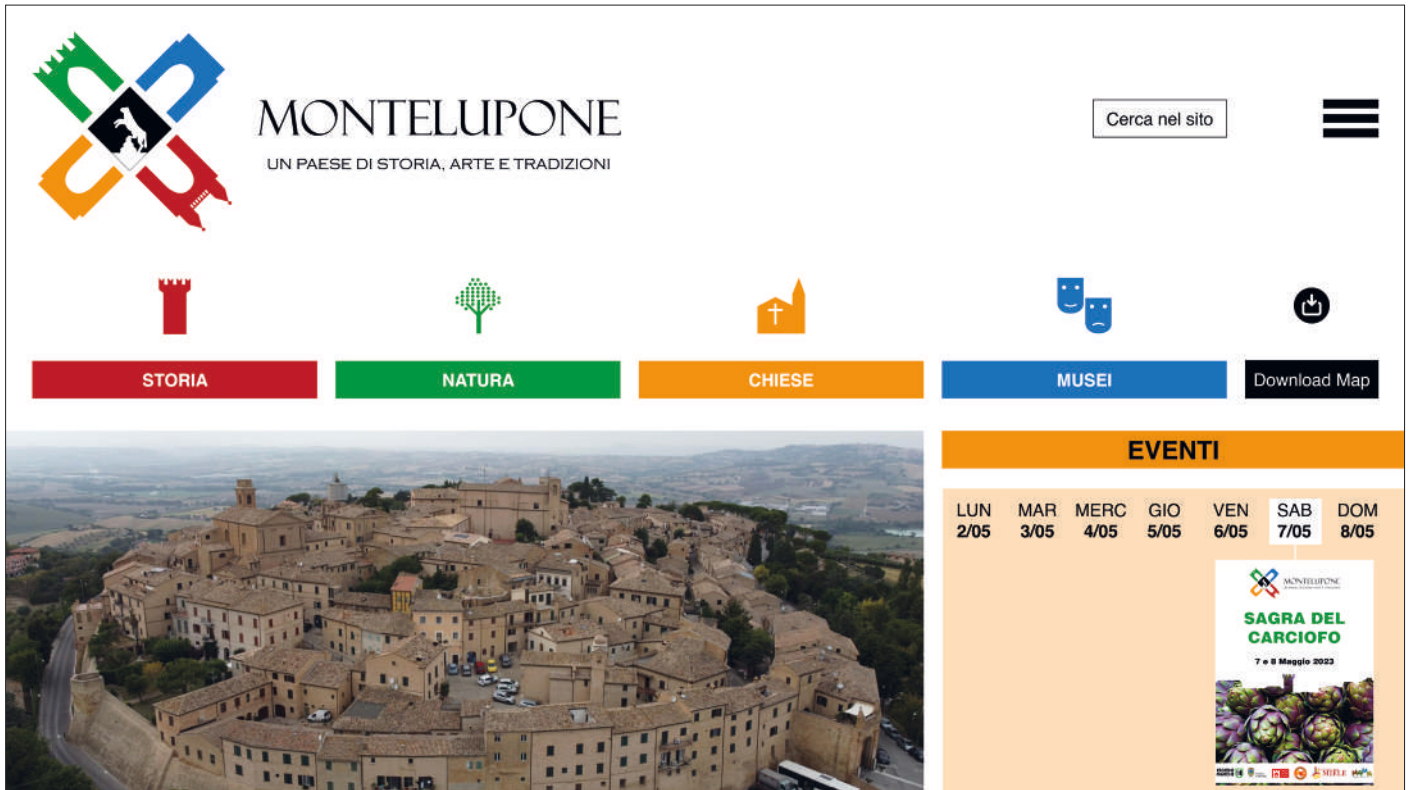 MONTELUPONE
UN PAESE DI STORIA, ARTE E TRADIZIONI
Cerca nel sito
STORIA
NATURA
CHIESE
MUSEI
Download Map
EVENTI
LUN MAR MERC GIO VEN SAB DOM
2/05 3/05 4/05 5/05 6/05 7/05 8/05
MONTELUPONE
SAGRA DEL
CARCIOFO
7 e 8 Maggio 2023